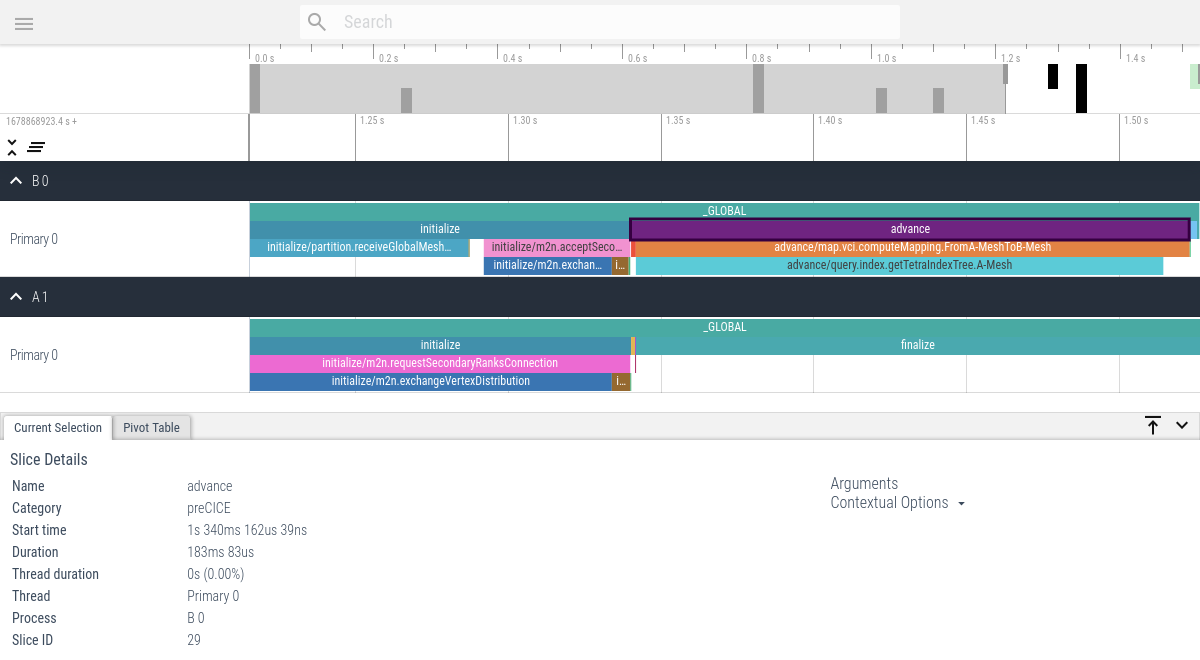 Search
0.0 s 0.2 s 0.4 s 0.6 s 0.8 s 1.0 s 1.2 s 1.4 s
1678868923.4 s + 1.25 s 1.30 s 1.35 s 1.40 s 1.45 s 1.50 s
B 0
Primary 0
_GLOBAL
initialize advance
initialize/partition.receiveGlobalMesh... initialize/m2n.acceptSeco... advance/map.vci.computeMapping.FromA-MeshToB-Mesh
initialize/m2n.exchan... i... advance/query.index.getTetraIndexTree.A-Mesh
A 1
Primary 0
_GLOBAL
initialize finalize
initialize/m2n.requestSecondaryRanksConnection
initialize/m2n.exchangeVertexDistribution i...
Current Selection Pivot Table
Slice Details
Name advance
Category preCICE
Start time 1s 340ms 162us 39ns
Duration 183ms 83us
Thread duration 0s (0.00%)
Thread Primary 0
Process B 0
Slice ID 29
Arguments
Contextual Options